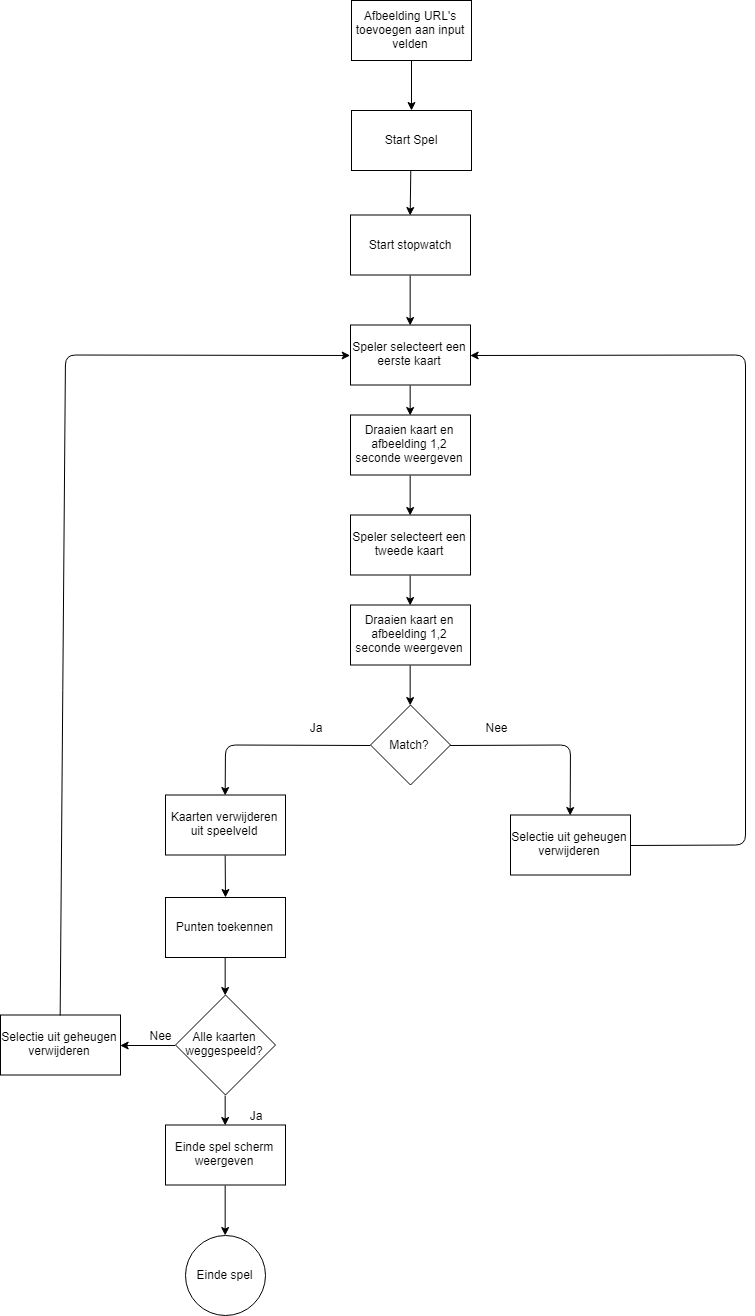 Afbeelding URL's
toevoegen aan input
velden
Start Spel
Start stopwatch
Speler selecteert een
eerste kaart
Draaien kaart en
afbeelding 1,2
seconde weergeven
Speler selecteert een
tweede kaart
Draaien kaart en
afbeelding 1,2
seconde weergeven
Match?
Ja
Nee
Kaarten verwijderen
uit speelveld
Selectie uit geheugen
verwijderen
Punten toekennen
Alle kaarten
weggespeeld?
Nee
Selectie uit geheugen
verwijderen
Ja
Einde spel scherm
weergeven
Einde spel